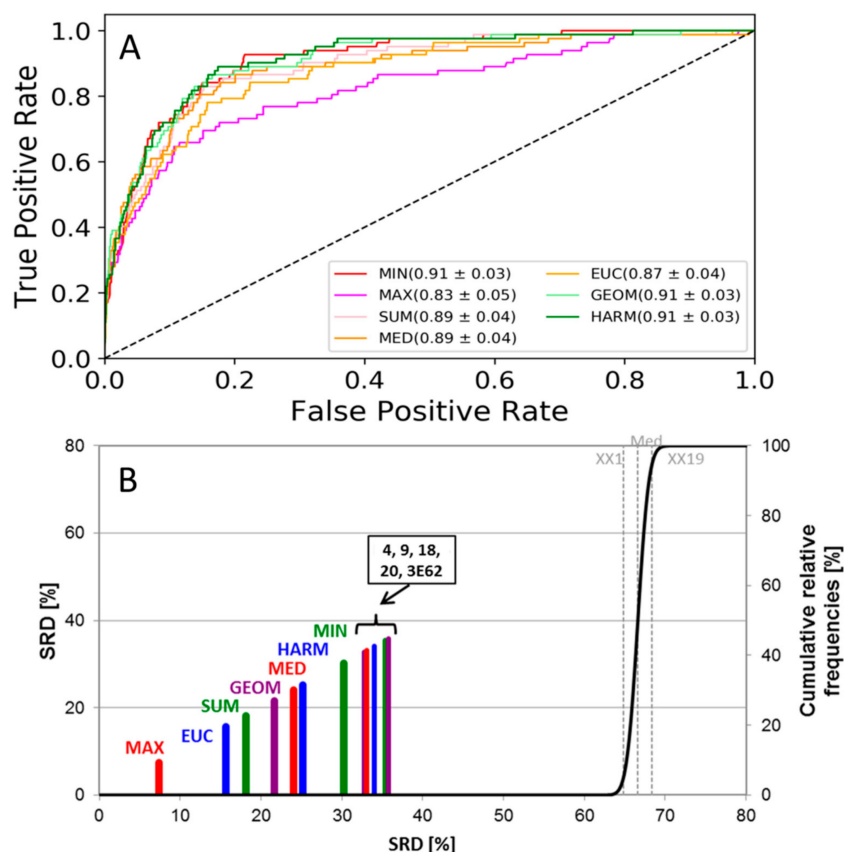 A
1.0
0.8
0.6
0.4
0.2
0.0
True Positive Rate
MIN(0.91 ± 0.03)
MAX(0.83 ± 0.05)
SUM(0.89 ± 0.04)
MED(0.89 ± 0.04)
EUC(0.87 ± 0.04)
GEOM(0.91 ± 0.03)
HARM(0.91 ± 0.03)
0.0 0.2 0.4 0.6 0.8 1.0
False Positive Rate
B
80
60
40
20
0
SRD [%]
Med
XX1 XX19
4, 9, 18,
20, 3E62
MIN
HARM
MED
GEOM
SUM
EUC
MAX
100
80
60
40
20
0
Cumulative relative
frequencies [%]
0 10 20 30 40 50 60 70 80
SRD [%]